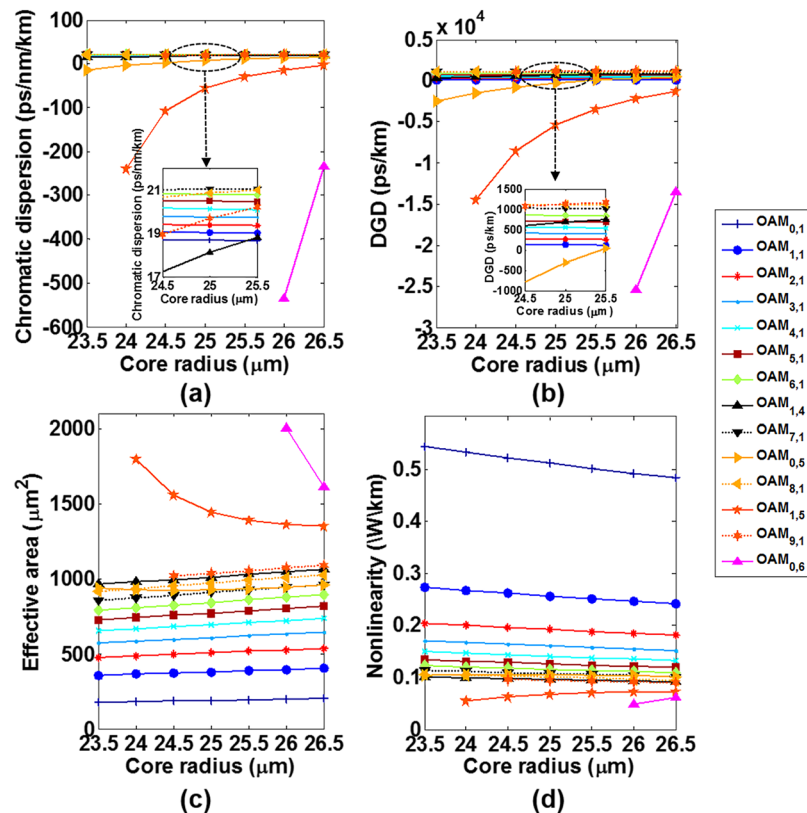 100
0
-100
-200
-300
-400
-500
-600
Chromatic dispersion (ps/nm/km)
21
19
17
Chromatic dispersion (ps/nm/km)
24.5 25 25.5
Core radius (μm)
23.5 24 24.5 25 25.5 26 26.5
Core radius (μm)
(a)
x 10⁴
0.5
0
-0.5
-1
-1.5
-2
-2.5
-3
DGD (ps/km)
1500
1000
500
0
-500
-1000
DGD (ps/km)
24.5 25 25.5
Core radius (μm)
23.5 24 24.5 25 25.5 26 26.5
Core radius (μm)
(b)
2000
1500
1000
500
0
Effective area (μm²)
23.5 24 24.5 25 25.5 26 26.5
Core radius (μm)
(c)
0.5
0.4
0.3
0.2
0.1
0
Nonlinearity (\W\km)
23.5 24 24.5 25 25.5 26 26.5
Core radius (μm)
(d)
OAM0,1
OAM1,1
OAM2,1
OAM3,1
OAM4,1
OAM5,1
OAM6,1
OAM1,4
OAM7,1
OAM0,5
OAM8,1
OAM1,5
OAM9,1
OAM0,6